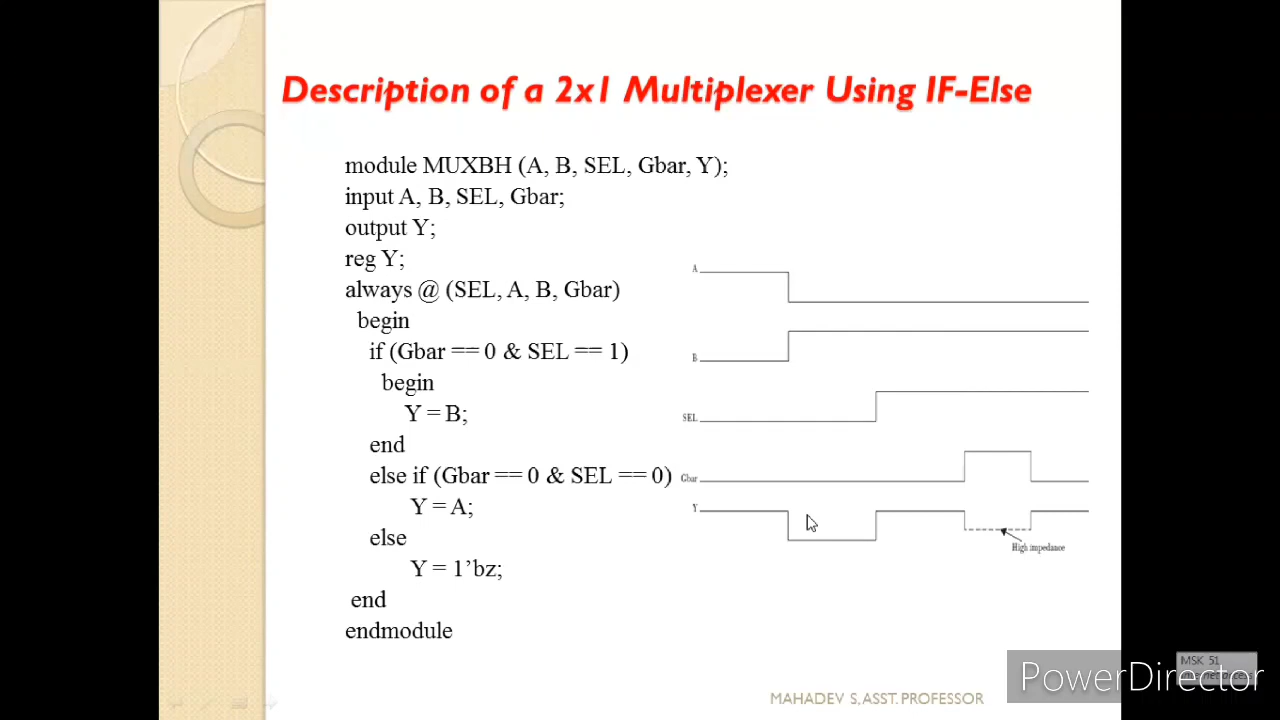 Description of a 2x1 Multiplexer Using IF-Else
module MUXBH (A, B, SEL, Gbar, Y);
input A, B, SEL, Gbar;
output Y;
reg Y;
always @ (SEL, A, B, Gbar)
begin
if (Gbar == 0 & SEL == 1)
begin
Y = B;
end
else if (Gbar == 0 & SEL == 0)
Y = A;
else
Y = 1’bz;
end
endmodule
A
B
SEL
Gbar
Y
High impedance
MAHADEV S, ASST. PROFESSOR
MSK 51
PowerDirector